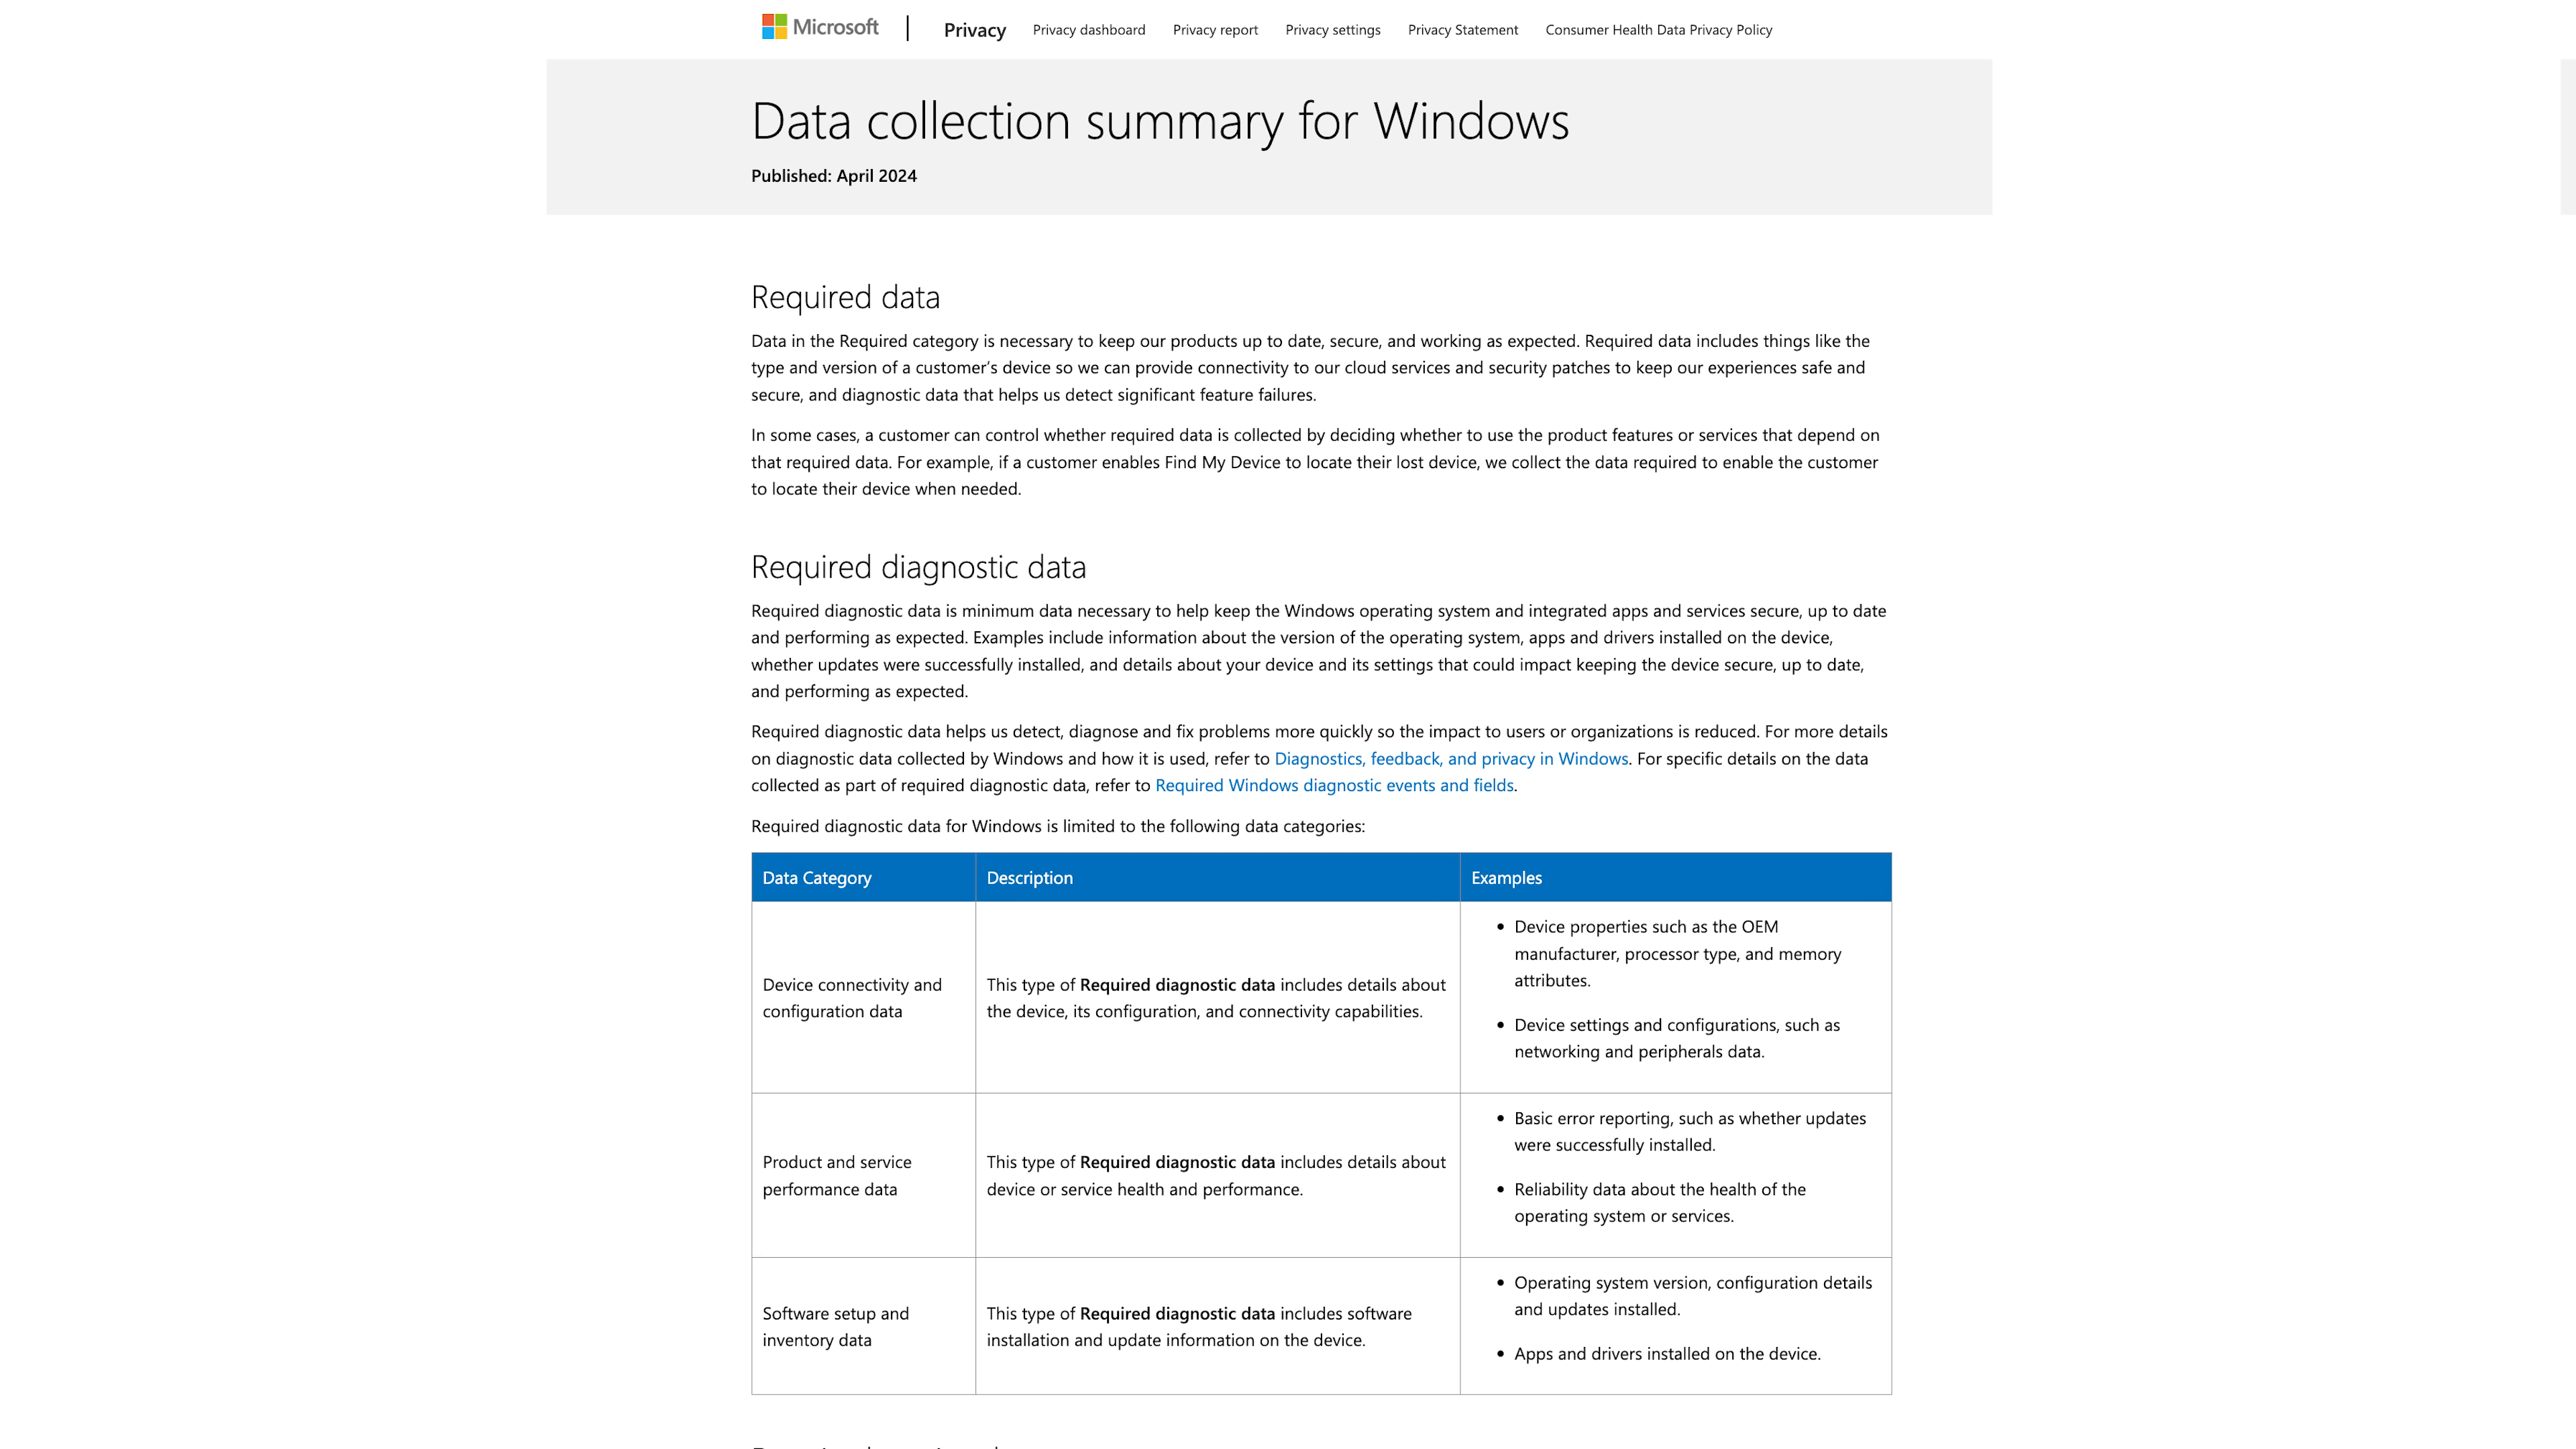 Microsoft
Privacy
Privacy dashboard
Privacy report
Privacy settings
Privacy Statement
Consumer Health Data Privacy Policy
Data collection summary for Windows
Published: April 2024
Required data
Data in the Required category is necessary to keep our products up to date, secure, and working as expected. Required data includes things like the
type and version of a customer’s device so we can provide connectivity to our cloud services and security patches to keep our experiences safe and
secure, and diagnostic data that helps us detect significant feature failures.
In some cases, a customer can control whether required data is collected by deciding whether to use the product features or services that depend on
that required data. For example, if a customer enables Find My Device to locate their lost device, we collect the data required to enable the customer
to locate their device when needed.
Required diagnostic data
Required diagnostic data is minimum data necessary to help keep the Windows operating system and integrated apps and services secure, up to date
and performing as expected. Examples include information about the version of the operating system, apps and drivers installed on the device,
whether updates were successfully installed, and details about your device and its settings that could impact keeping the device secure, up to date,
and performing as expected.
Required diagnostic data helps us detect, diagnose and fix problems more quickly so the impact to users or organizations is reduced. For more details
on diagnostic data collected by Windows and how it is used, refer to Diagnostics, feedback, and privacy in Windows. For specific details on the data
collected as part of required diagnostic data, refer to Required Windows diagnostic events and fields.
Required diagnostic data for Windows is limited to the following data categories:
Data Category
Description
Examples
Device connectivity and
configuration data
This type of Required diagnostic data includes details about
the device, its configuration, and connectivity capabilities.
• Device properties such as the OEM
manufacturer, processor type, and memory
attributes.
• Device settings and configurations, such as
networking and peripherals data.
Product and service
performance data
This type of Required diagnostic data includes details about
device or service health and performance.
• Basic error reporting, such as whether updates
were successfully installed.
• Reliability data about the health of the
operating system or services.
Software setup and
inventory data
This type of Required diagnostic data includes software
installation and update information on the device.
• Operating system version, configuration details
and updates installed.
• Apps and drivers installed on the device.